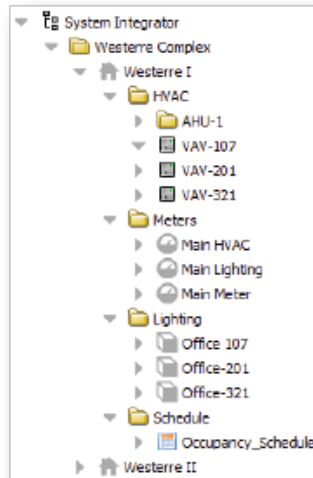 System Integrator
Westerre Complex
Westerre I
HVAC
AHU-1
VAV-107
VAV-201
VAV-321
Meters
Main HVAC
Main Lighting
Main Meter
Lighting
Office 107
Office-201
Office-321
Schedule
Occupancy_Schedule
Westerre II